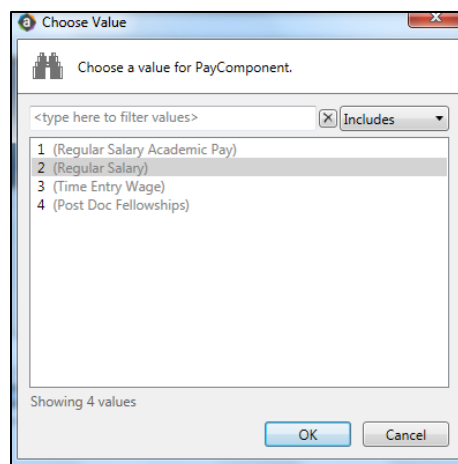 Choose Value
Choose a value for PayComponent.
<type here to filter values> Includes
1 (Regular Salary Academic Pay)
2 (Regular Salary)
3 (Time Entry Wage)
4 (Post Doc Fellowships)
Showing 4 values
OK Cancel